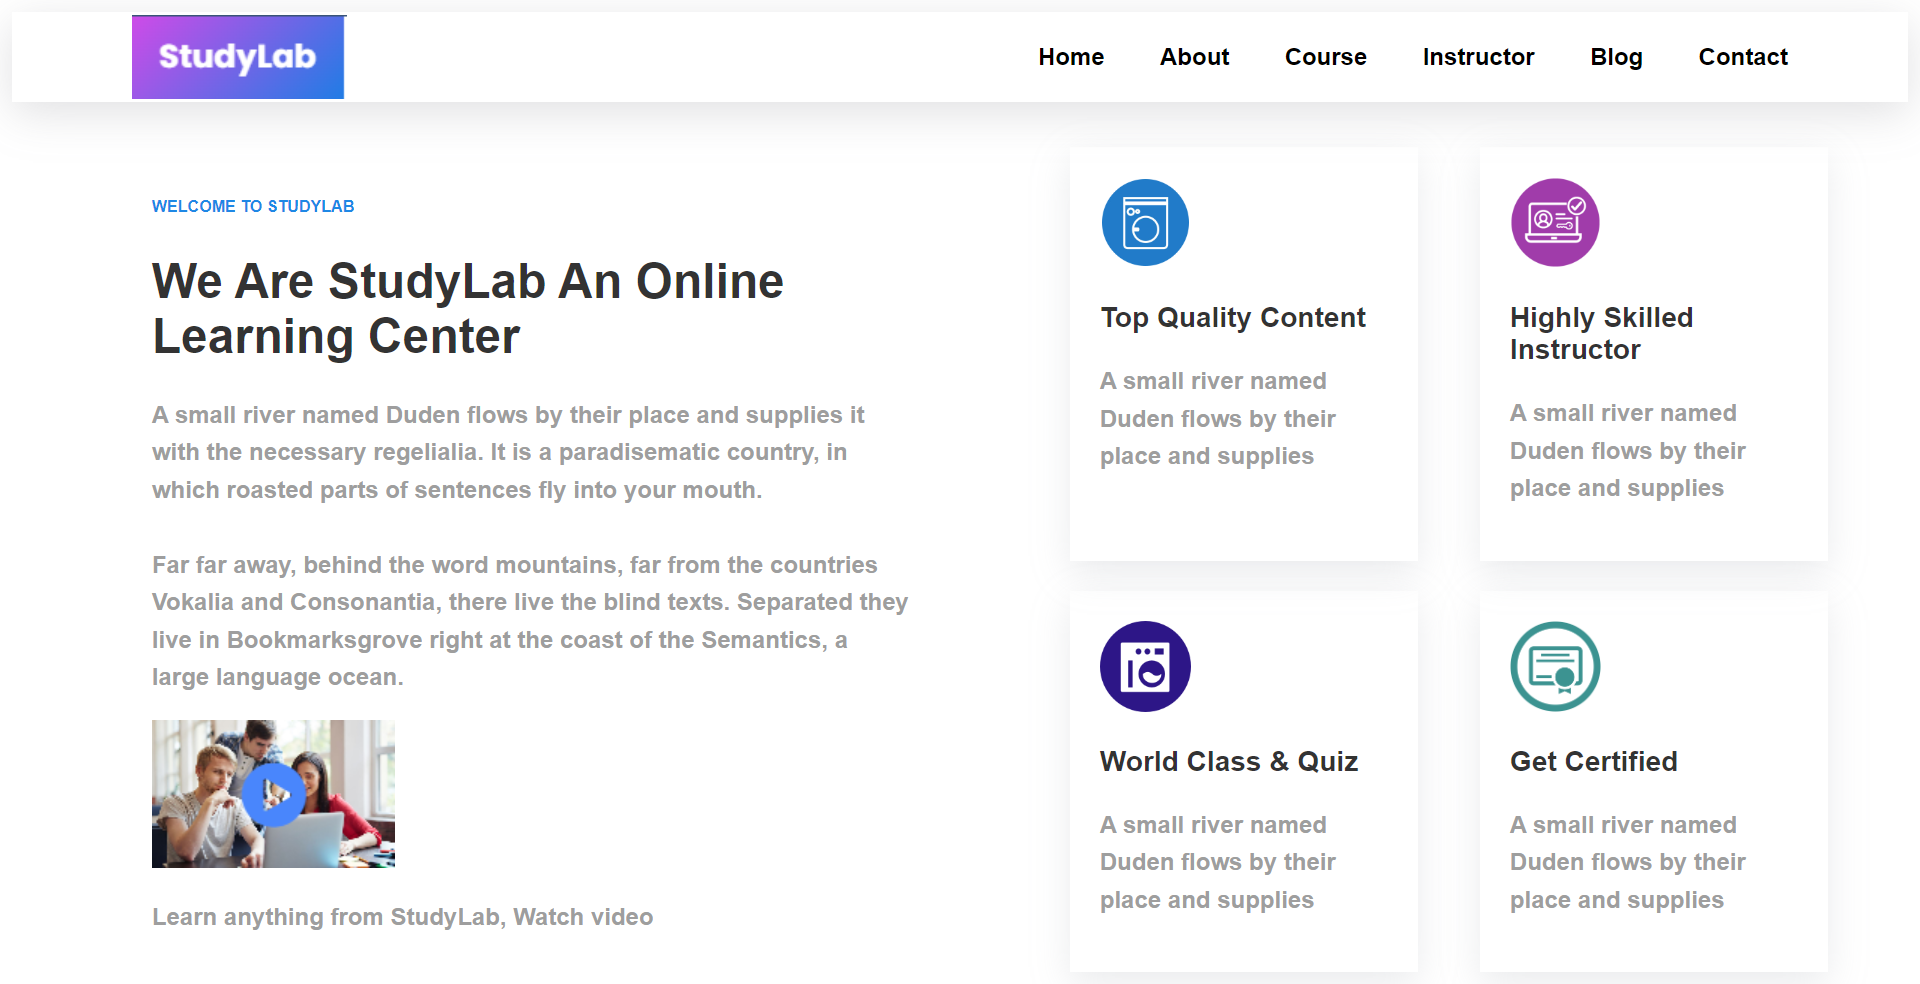 StudyLab
Home About Course Instructor Blog Contact
WELCOME TO STUDYLAB
We Are StudyLab An Online
Learning Center
A small river named Duden flows by their place and supplies it
with the necessary regelialia. It is a paradisematic country, in
which roasted parts of sentences fly into your mouth.
Far far away, behind the word mountains, far from the countries
Vokalia and Consonantia, there live the blind texts. Separated they
live in Bookmarksgrove right at the coast of the Semantics, a
large language ocean.
Learn anything from StudyLab, Watch video
Top Quality Content
A small river named
Duden flows by their
place and supplies
Highly Skilled
Instructor
A small river named
Duden flows by their
place and supplies
World Class & Quiz
A small river named
Duden flows by their
place and supplies
Get Certified
A small river named
Duden flows by their
place and supplies